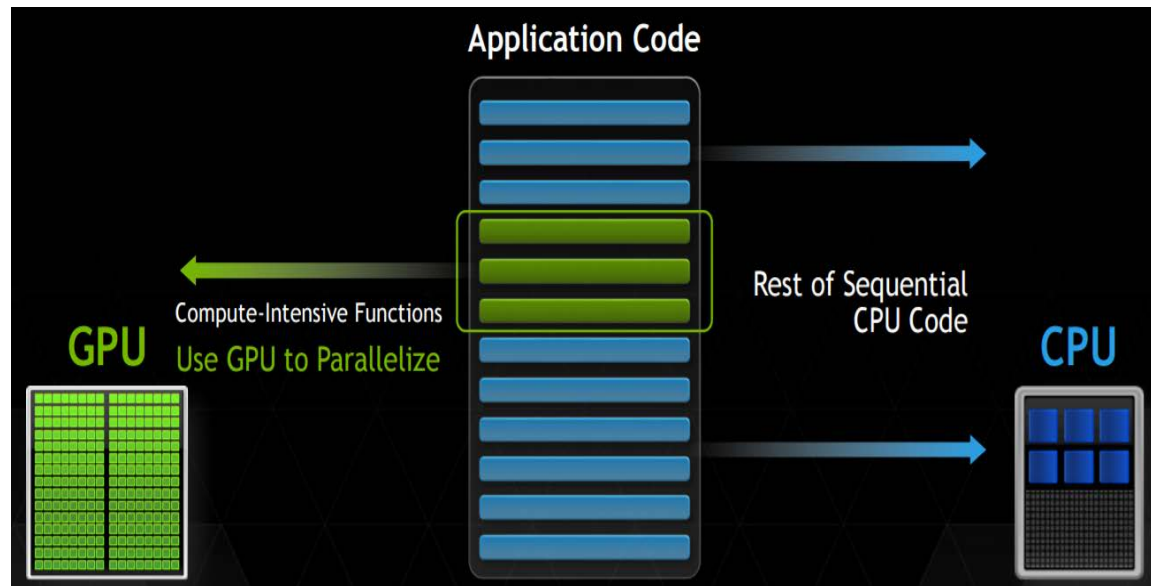 Application Code
Compute-Intensive Functions
Use GPU to Parallelize
GPU
Rest of Sequential
CPU Code
CPU